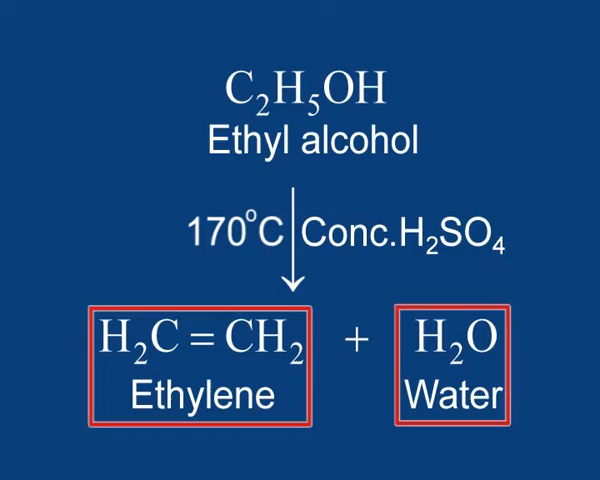 C₂H₅OH
Ethyl alcohol
170°C Conc.H₂SO₄
H₂C = CH₂ + H₂O
Ethylene Water